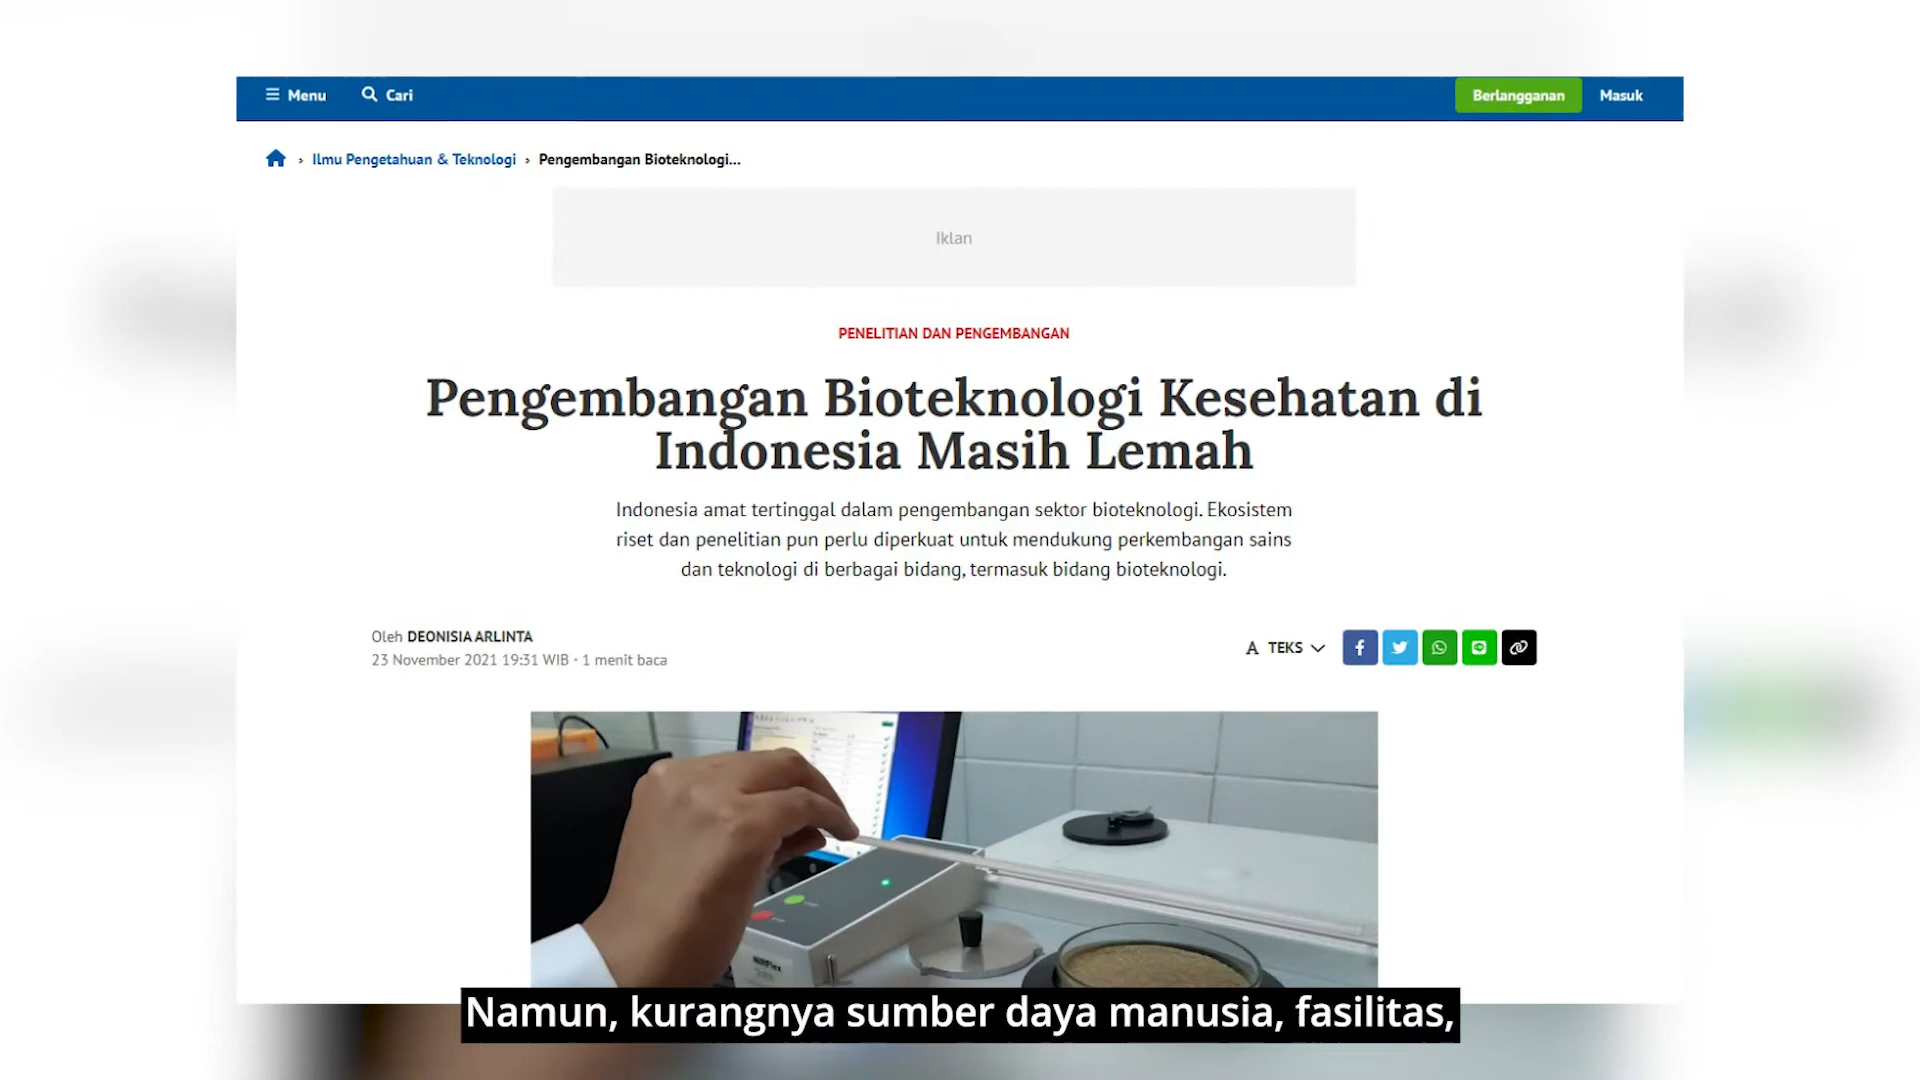 Menu
Cari
Berlangganan
Masuk
Ilmu Pengetahuan & Teknologi › Pengembangan Bioteknologi...
Iklan
PENELITIAN DAN PENGEMBANGAN
Pengembangan Bioteknologi Kesehatan di
Indonesia Masih Lemah
Indonesia amat tertinggal dalam pengembangan sektor bioteknologi. Ekosistem
riset dan penelitian pun perlu diperkuat untuk mendukung perkembangan sains
dan teknologi di berbagai bidang, termasuk bidang bioteknologi.
Oleh DEONISIA ARLINTA
23 November 2021 19:31 WIB · 1 menit baca
A TEKS
Namun, kurangnya sumber daya manusia, fasilitas,